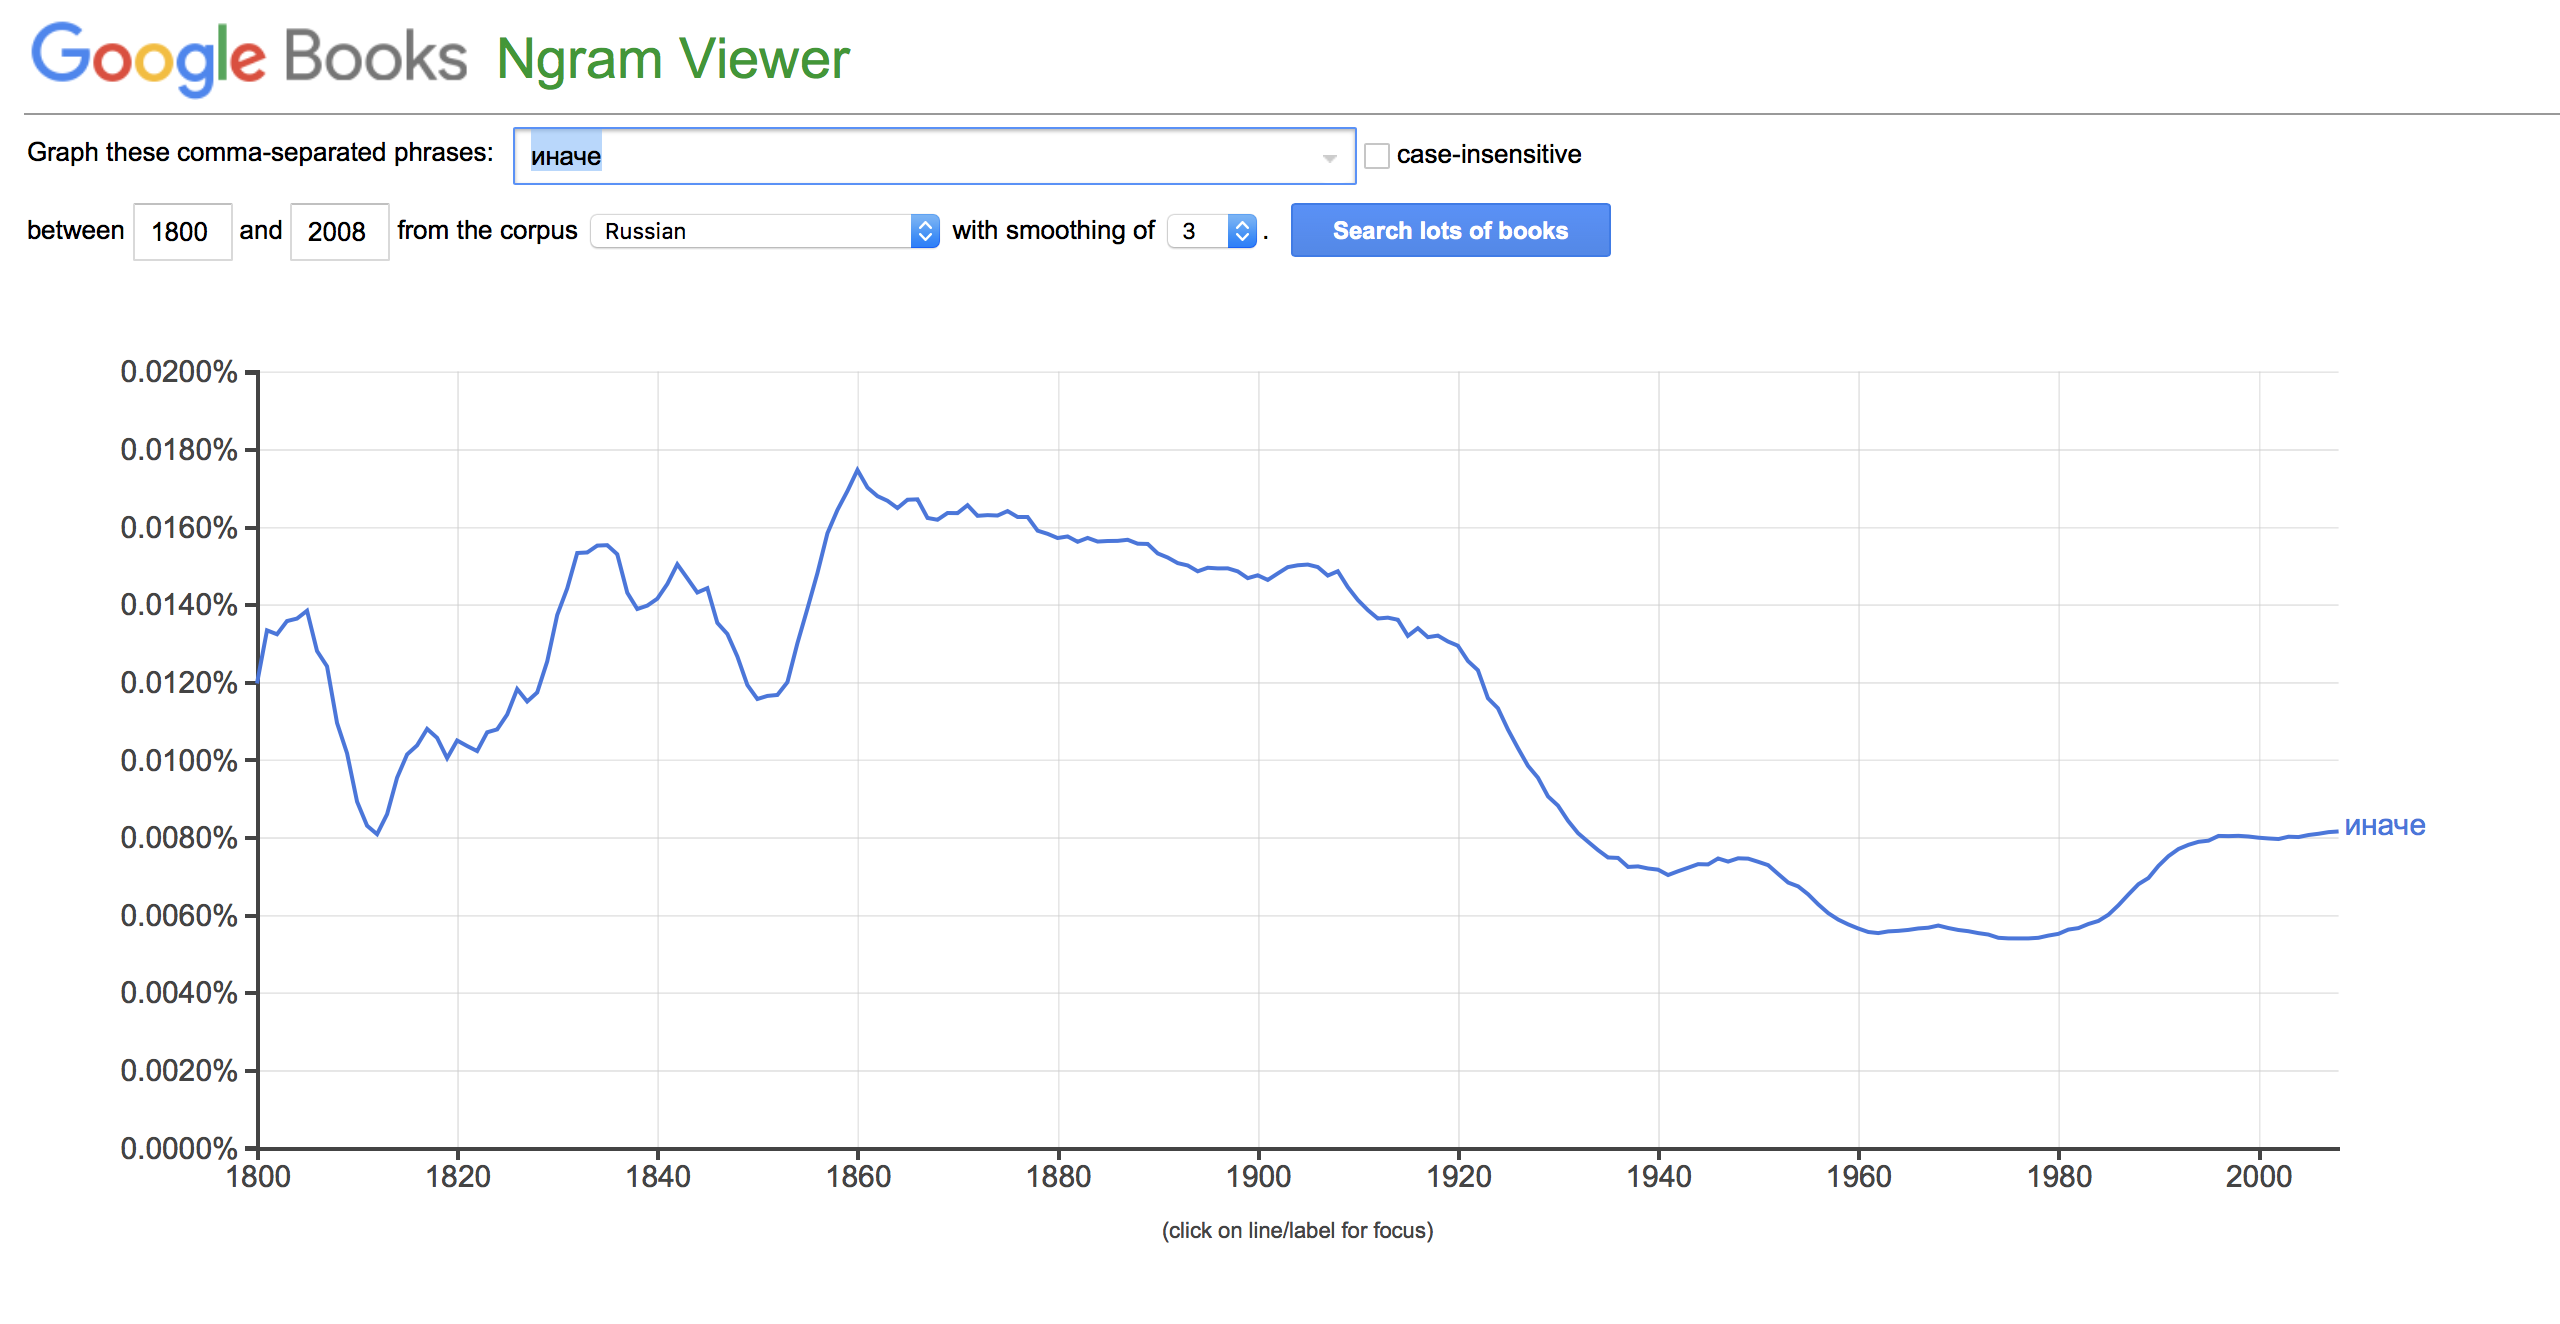 Google Books Ngram Viewer
Graph these comma-separated phrases: иначе case-insensitive
between 1800 and 2008 from the corpus Russian with smoothing of 3 . Search lots of books
0.0200%
0.0180%
0.0160%
0.0140%
0.0120%
0.0100%
0.0080%
иначе
0.0060%
0.0040%
0.0020%
0.0000%
1800 1820 1840 1860 1880 1900 1920 1940 1960 1980 2000
(click on line/label for focus)